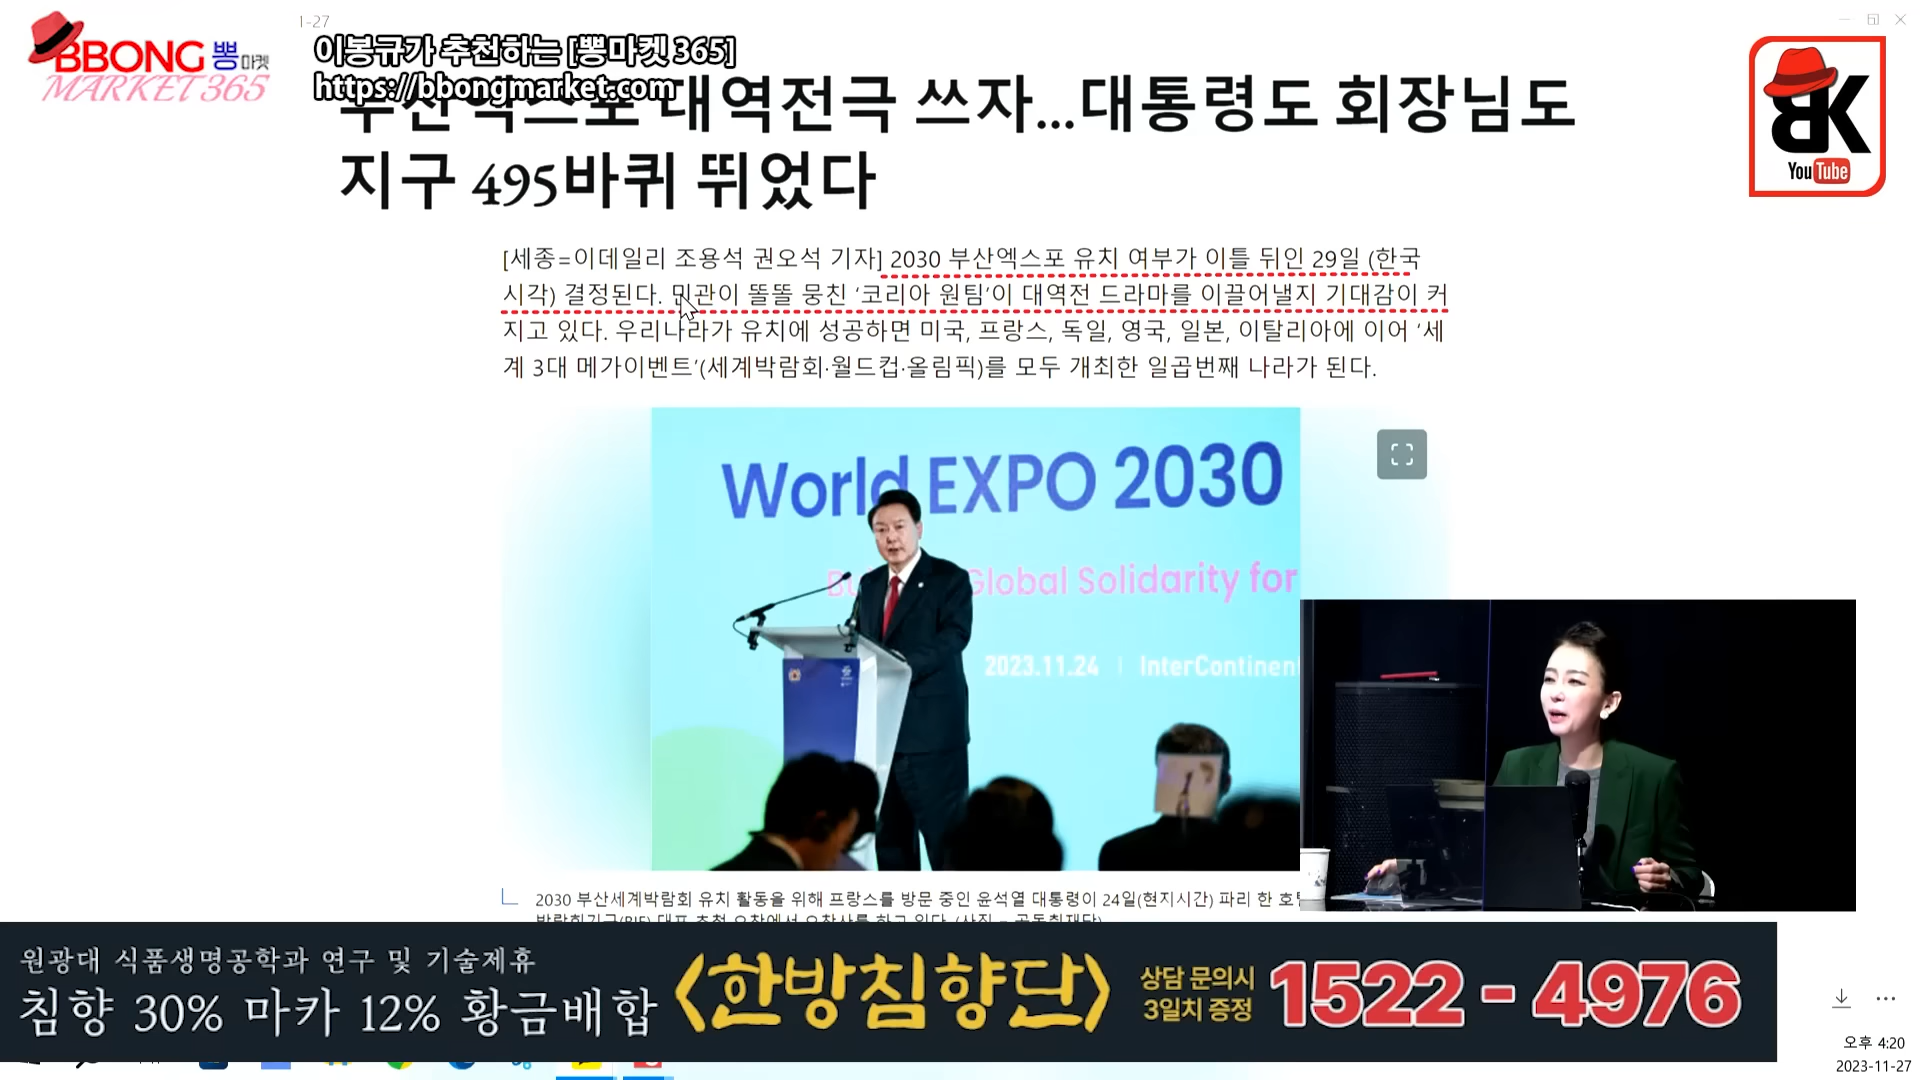 1-27
BBONG 뽕마켓
MARKET 365
이봉규가 추천하는 [뽕마켓 365]
https://bbongmarket.com
부산엑스포 대역전극 쓰자...대통령도 회장님도
지구 495바퀴 뛰었다
BK
YouTube
[세종=이데일리 조용석 권오석 기자] 2030 부산엑스포 유치 여부가 이틀 뒤인 29일 (한국
시각) 결정된다. 민관이 똘똘 뭉친 ‘코리아 원팀’이 대역전 드라마를 이끌어낼지 기대감이 커
지고 있다. 우리나라가 유치에 성공하면 미국, 프랑스, 독일, 영국, 일본, 이탈리아에 이어 ‘세
계 3대 메가이벤트’(세계박람회·월드컵·올림픽)를 모두 개최한 일곱번째 나라가 된다.
World EXPO 2030
Global Solidarity for
2023.11.24 | InterContinent
2030 부산세계박람회 유치 활동을 위해 프랑스를 방문 중인 윤석열 대통령이 24일(현지시간) 파리 한 호
원광대 식품생명공학과 연구 및 기술제휴
침향 30% 마카 12% 황금배합
〈한방침향단〉
상담 문의시
3일치 증정
1522-4976
오후 4:20
2023-11-27